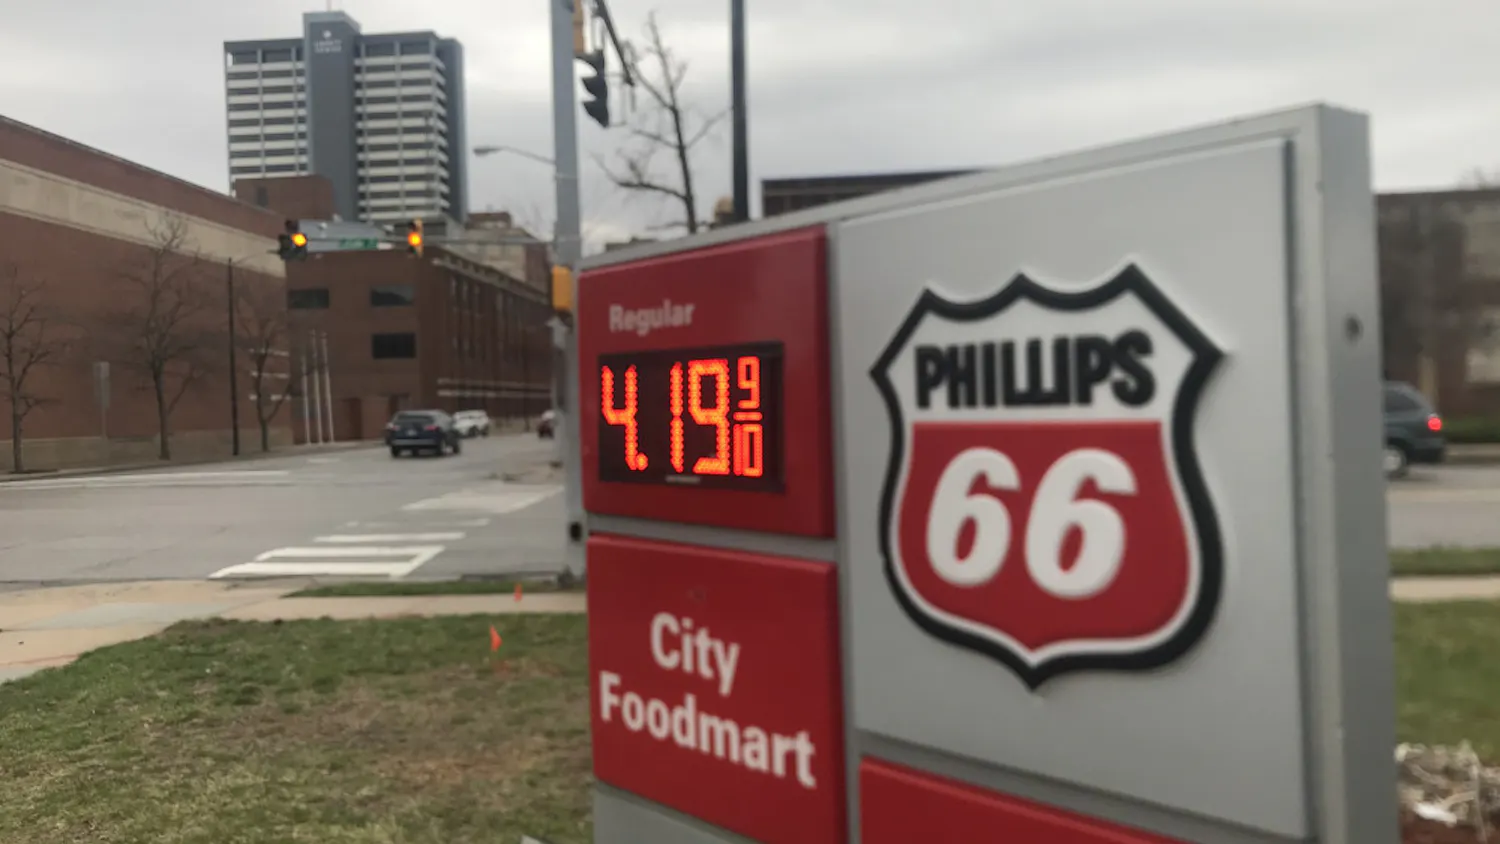 Regular
4.19 9/10
City
Foodmart
PHILLIPS
66